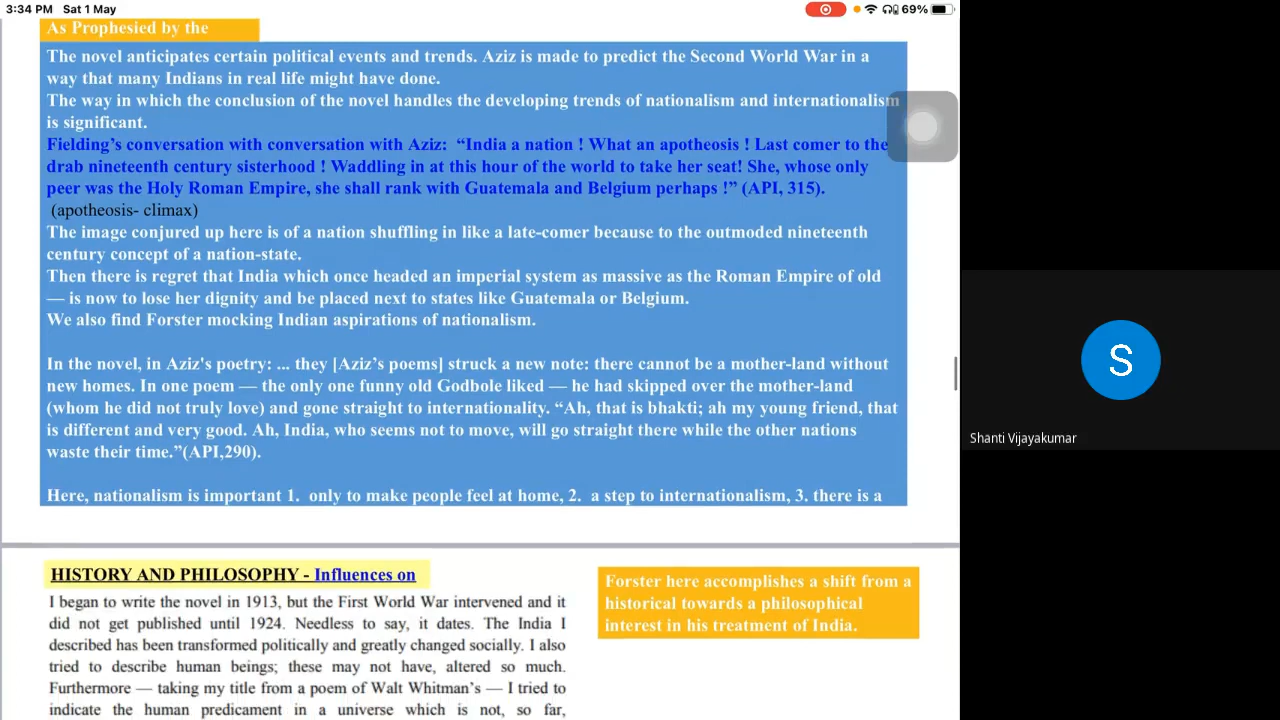 3:34 PM Sat 1 May
69%
As Prophesied by the
The novel anticipates certain political events and trends. Aziz is made to predict the Second World War in a
way that many Indians in real life might have done.
The way in which the conclusion of the novel handles the developing trends of nationalism and internationalism
is significant.
Fielding’s conversation with conversation with Aziz: “India a nation ! What an apotheosis ! Last comer to the
drab nineteenth century sisterhood ! Waddling in at this hour of the world to take her seat! She, whose only
peer was the Holy Roman Empire, she shall rank with Guatemala and Belgium perhaps !” (API, 315).
(apotheosis- climax)
The image conjured up here is of a nation shuffling in like a late-comer because to the outmoded nineteenth
century concept of a nation-state.
Then there is regret that India which once headed an imperial system as massive as the Roman Empire of old
— is now to lose her dignity and be placed next to states like Guatemala or Belgium.
We also find Forster mocking Indian aspirations of nationalism.
In the novel, in Aziz's poetry: ... they [Aziz’s poems] struck a new note: there cannot be a mother-land without
new homes. In one poem — the only one funny old Godbole liked — he had skipped over the mother-land
(whom he did not truly love) and gone straight to internationality. “Ah, that is bhakti; ah my young friend, that
is different and very good. Ah, India, who seems not to move, will go straight there while the other nations
waste their time.”(API,290).
Here, nationalism is important 1. only to make people feel at home, 2. a step to internationalism, 3. there is a
HISTORY AND PHILOSOPHY - Influences on
I began to write the novel in 1913, but the First World War intervened and it
did not get published until 1924. Needless to say, it dates. The India I
described has been transformed politically and greatly changed socially. I also
tried to describe human beings; these may not have, altered so much.
Furthermore — taking my title from a poem of Walt Whitman’s — I tried to
indicate the human predicament in a universe which is not, so far,
Forster here accomplishes a shift from a
historical towards a philosophical
interest in his treatment of India.
S
Shanti Vijayakumar